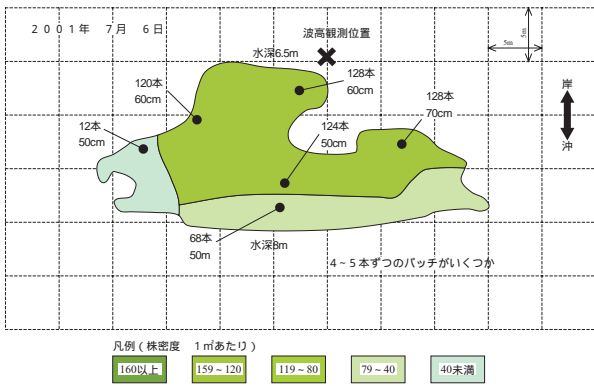 ２００１年　７月　６日
波高観測位置
水深6.5m
5m
5m
岸
沖
128本
60cm
120本
60cm
128本
70cm
12本
50cm
124本
50cm
68本
50m
水深8m
４~５本ずつのパッチがいくつか
凡例（株密度　１㎡あたり）
160以上
159～120
119～80
79～40
40未満